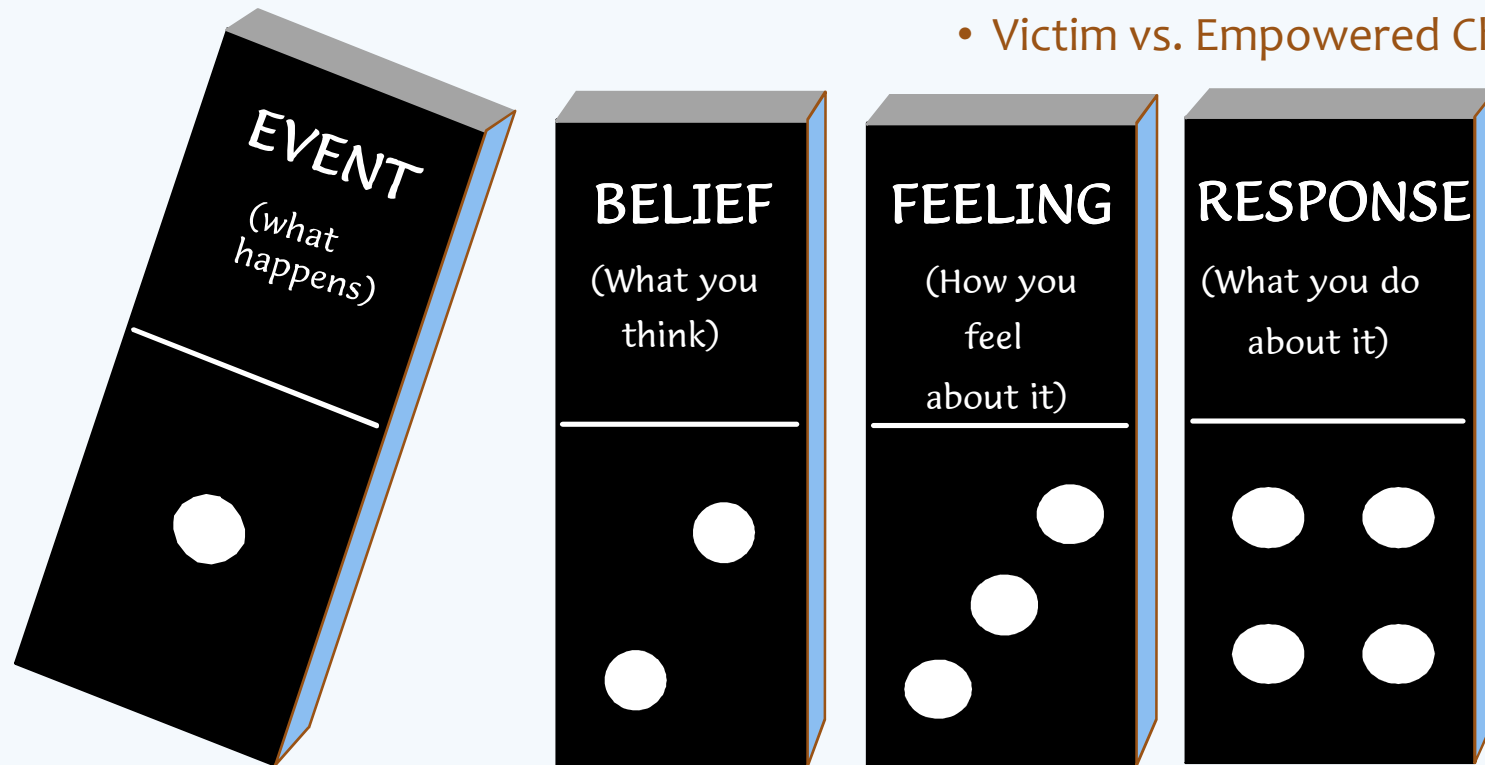 • Victim vs. Empowered
EVENT
(what
happens)
BELIEF
(What you
think)
FEELING
(How you
feel
about it)
RESPONSE
(What you do
about it)